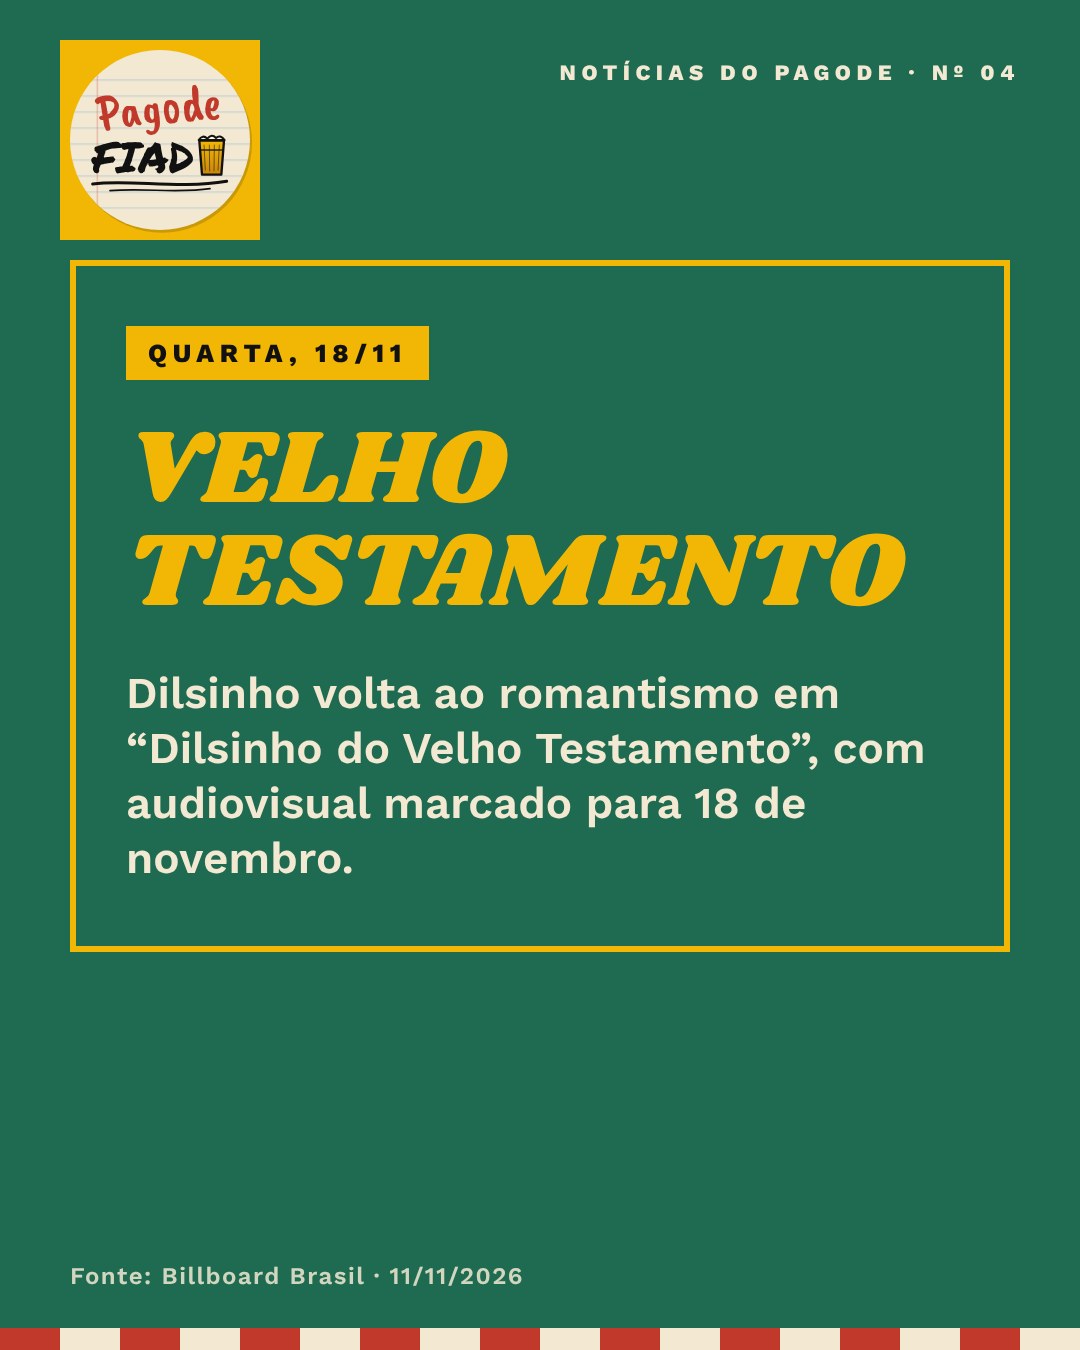 Pagode
FIAD
NOTÍCIAS DO PAGODE · Nº 04
QUARTA, 18/11
VELHO
TESTAMENTO
Dilsinho volta ao romantismo em
“Dilsinho do Velho Testamento”, com
audiovisual marcado para 18 de
novembro.
Fonte: Billboard Brasil · 11/11/2026